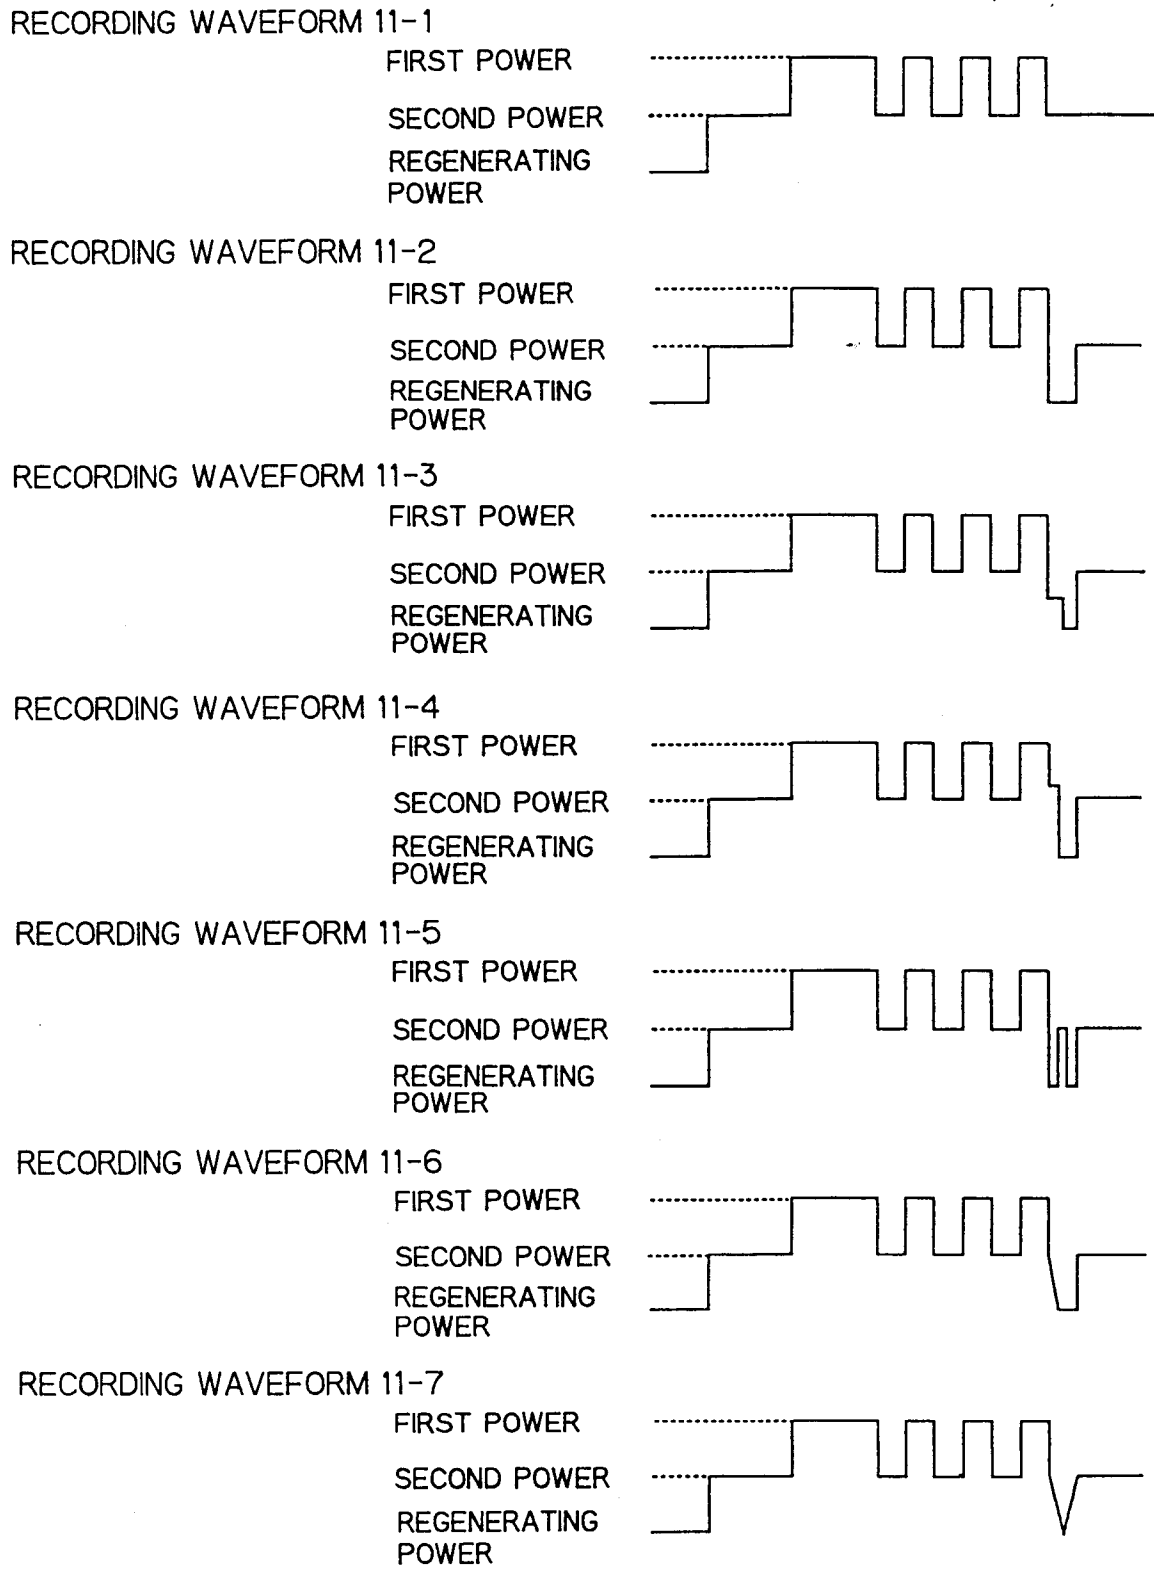 RECORDING WAVEFORM 11-1
FIRST POWER
SECOND POWER
REGENERATING
POWER
RECORDING WAVEFORM 11-2
FIRST POWER
SECOND POWER
REGENERATING
POWER
RECORDING WAVEFORM 11-3
FIRST POWER
SECOND POWER
REGENERATING
POWER
RECORDING WAVEFORM 11-4
FIRST POWER
SECOND POWER
REGENERATING
POWER
RECORDING WAVEFORM 11-5
FIRST POWER
SECOND POWER
REGENERATING
POWER
RECORDING WAVEFORM 11-6
FIRST POWER
SECOND POWER
REGENERATING
POWER
RECORDING WAVEFORM 11-7
FIRST POWER
SECOND POWER
REGENERATING
POWER